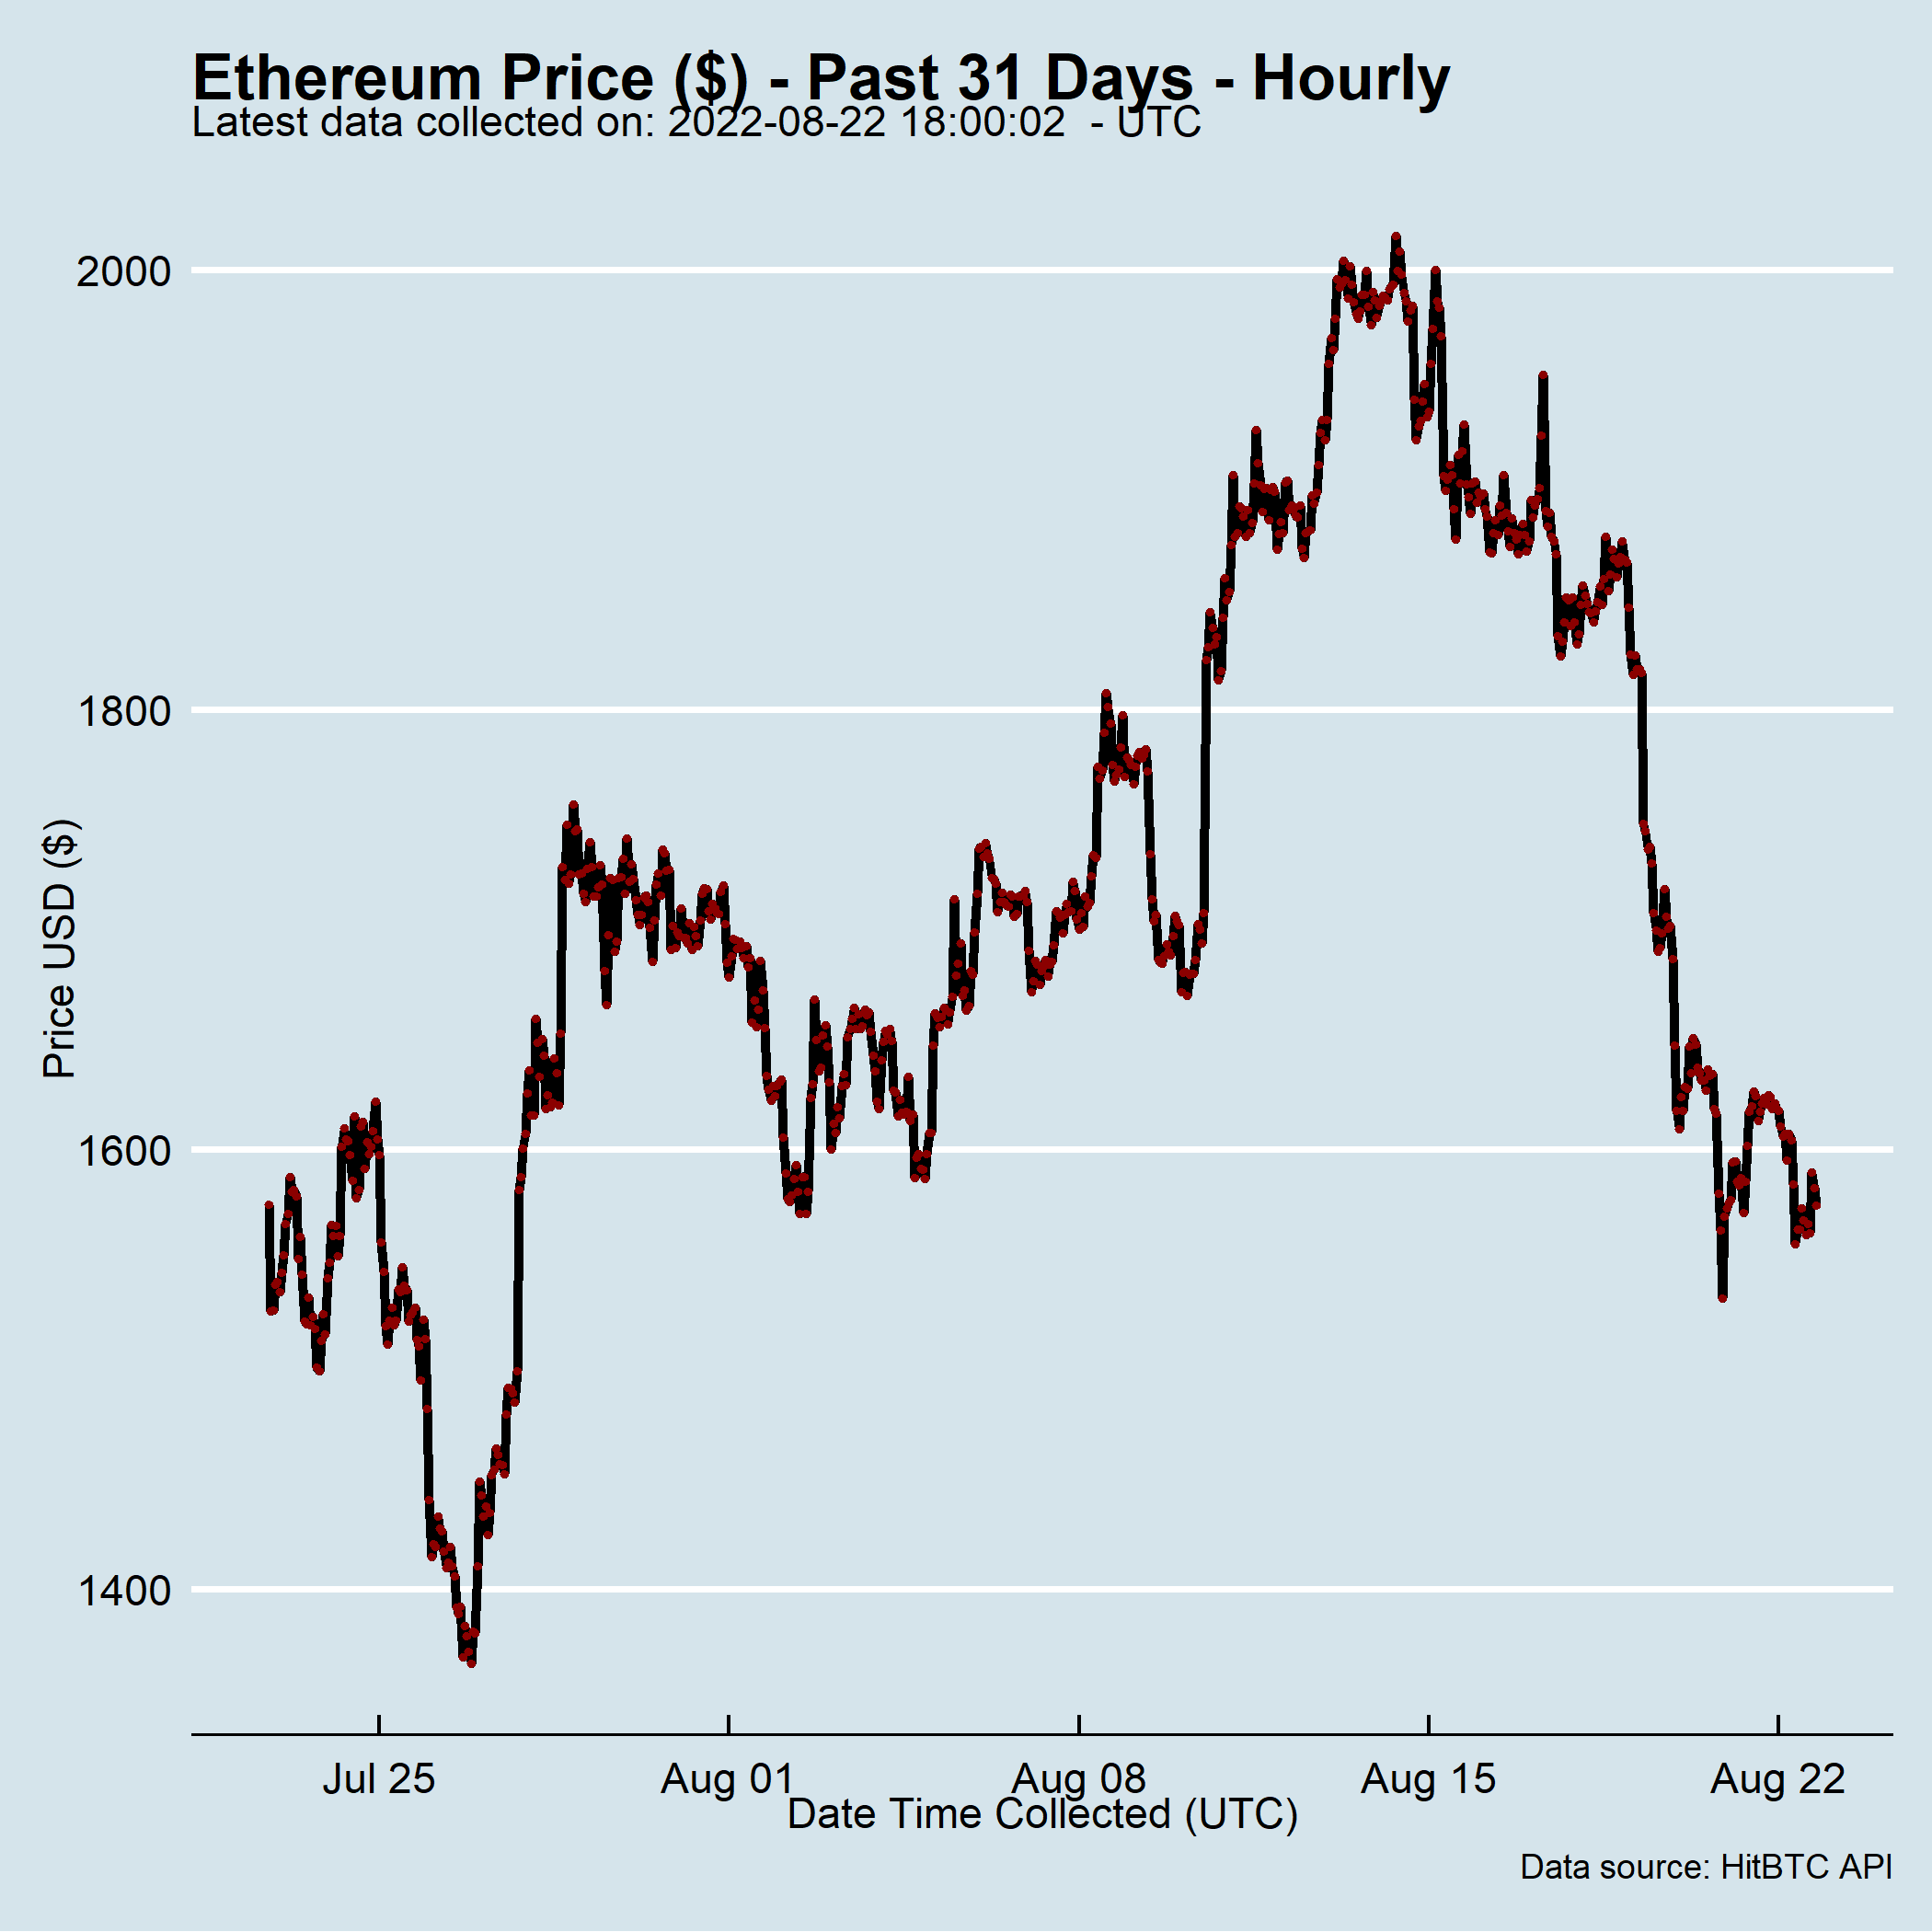 Ethereum Price ($) - Past 31 Days - Hourly
Latest data collected on: 2022-08-22 18:00:02  - UTC
2000
1800
1600
1400
Price USD ($)
Jul 25 Aug 01 Aug 08 Aug 15 Aug 22
Date Time Collected (UTC)
Data source: HitBTC API